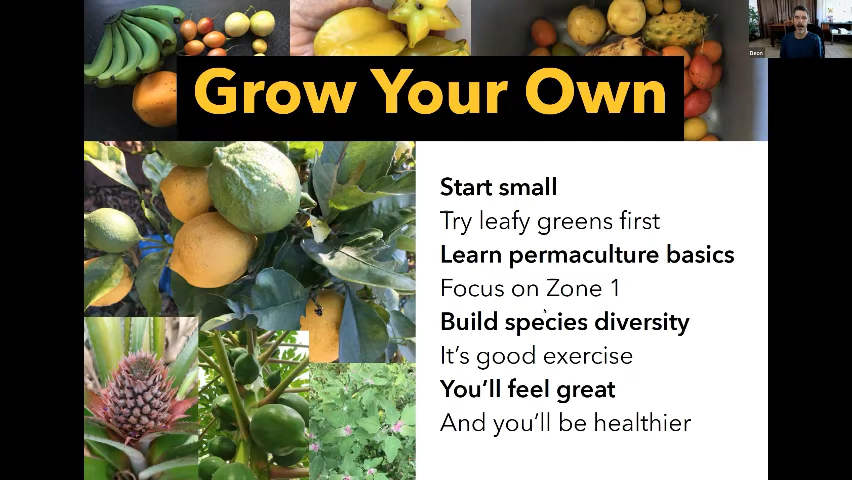 Grow Your Own
Deon
Start small
Try leafy greens first
Learn permaculture basics
Focus on Zone 1
Build species diversity
It's good exercise
You'll feel great
And you'll be healthier